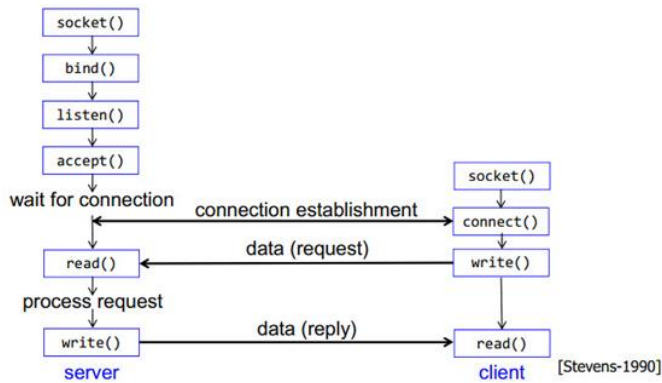 socket()
bind()
listen()
accept()
socket()
wait for connection
connection establishment
connect()
data (request)
read()
write()
process request
data (reply)
write()
read()
server
client
[Stevens-1990]